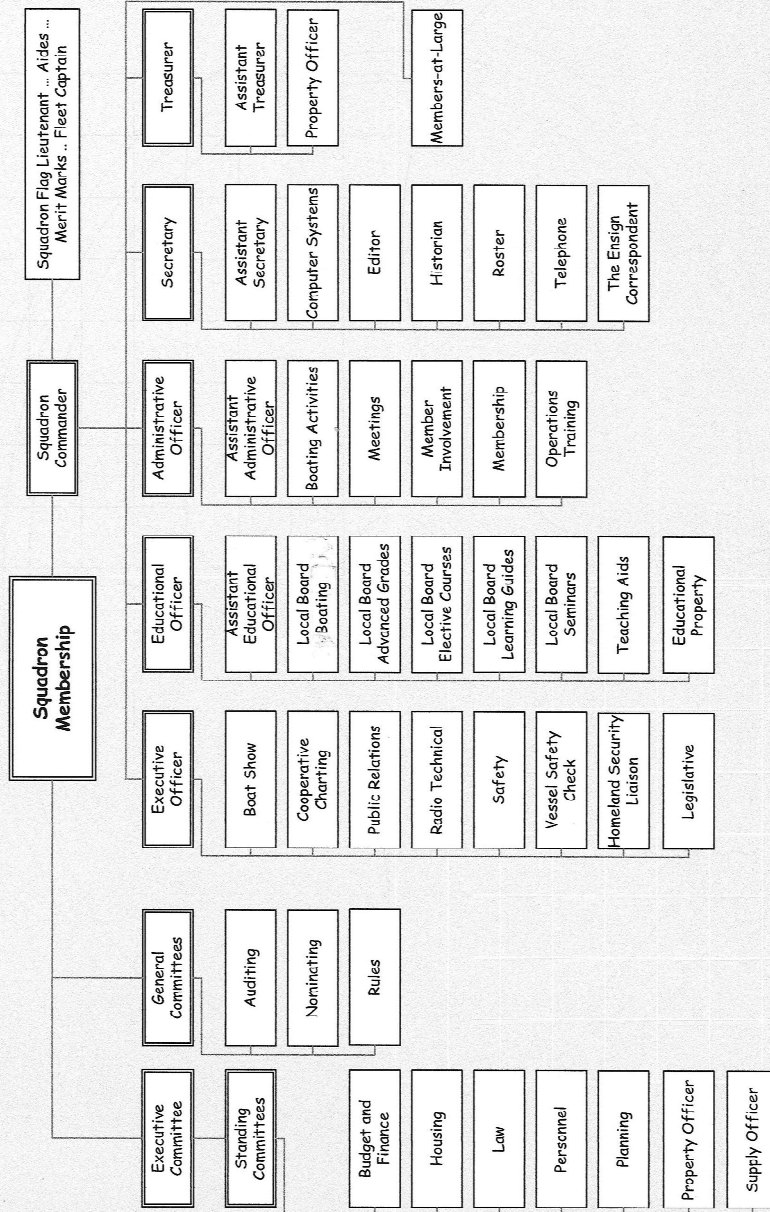 Squadron
Membership
Squadron
Commander
Squadron Flag Lieutenant ... Aides ...
Merit Marks .. Fleet Captain
Executive
Committee
Standing
Committees
Budget and
Finance
Housing
Law
Personnel
Planning
Property Officer
Supply Officer
General
Committees
Auditing
Nominating
Rules
Executive
Officer
Boat Show
Cooperative
Charting
Public Relations
Radio Technical
Safety
Vessel Safety
Check
Homeland Security
Liaison
Legislative
Educational
Officer
Assistant
Educational
Officer
Local Board
Boating
Local Board
Advanced Grades
Local Board
Elective Courses
Local Board
Learning Guides
Local Board
Seminars
Teaching Aids
Educational
Property
Administrative
Officer
Assistant
Administrative
Officer
Boating Activities
Meetings
Member
Involvement
Membership
Operations
Training
Secretary
Assistant
Secretary
Computer Systems
Editor
Historian
Roster
Telephone
The Ensign
Correspondent
Treasurer
Assistant
Treasurer
Property Officer
Members-at-Large